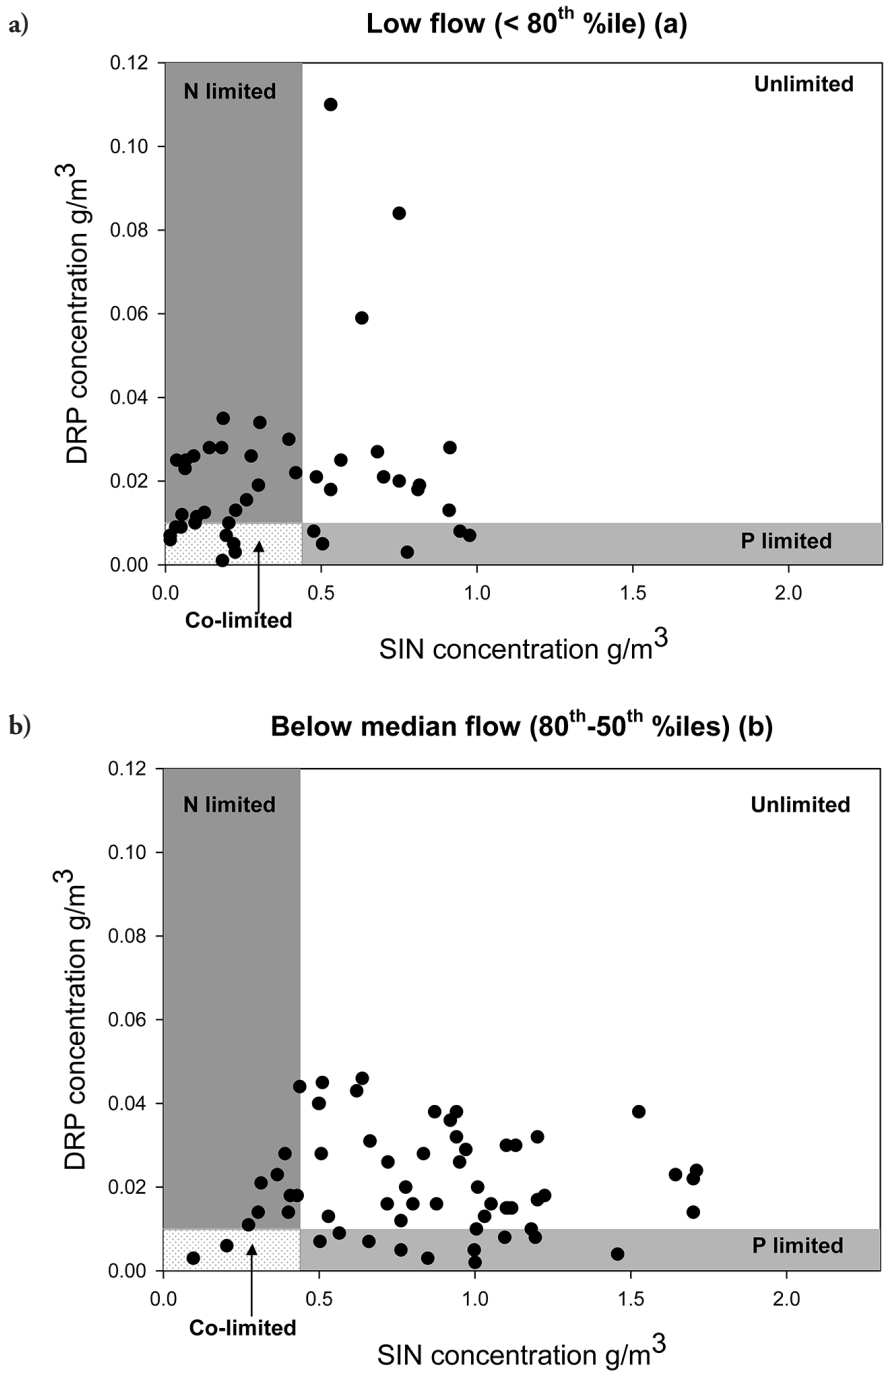 a)
Low flow (< 80th %ile) (a)
0.12
N limited
Unlimited
0.10
0.08
0.06
0.04
0.02
0.00
DRP concentration g/m3
P limited
0.0
0.5
1.0
1.5
2.0
Co-limited
SIN concentration g/m3
b)
Below median flow (80th-50th %iles) (b)
0.12
N limited
Unlimited
0.10
0.08
0.06
0.04
0.02
0.00
DRP concentration g/m3
P limited
0.0
0.5
1.0
1.5
2.0
Co-limited
SIN concentration g/m3